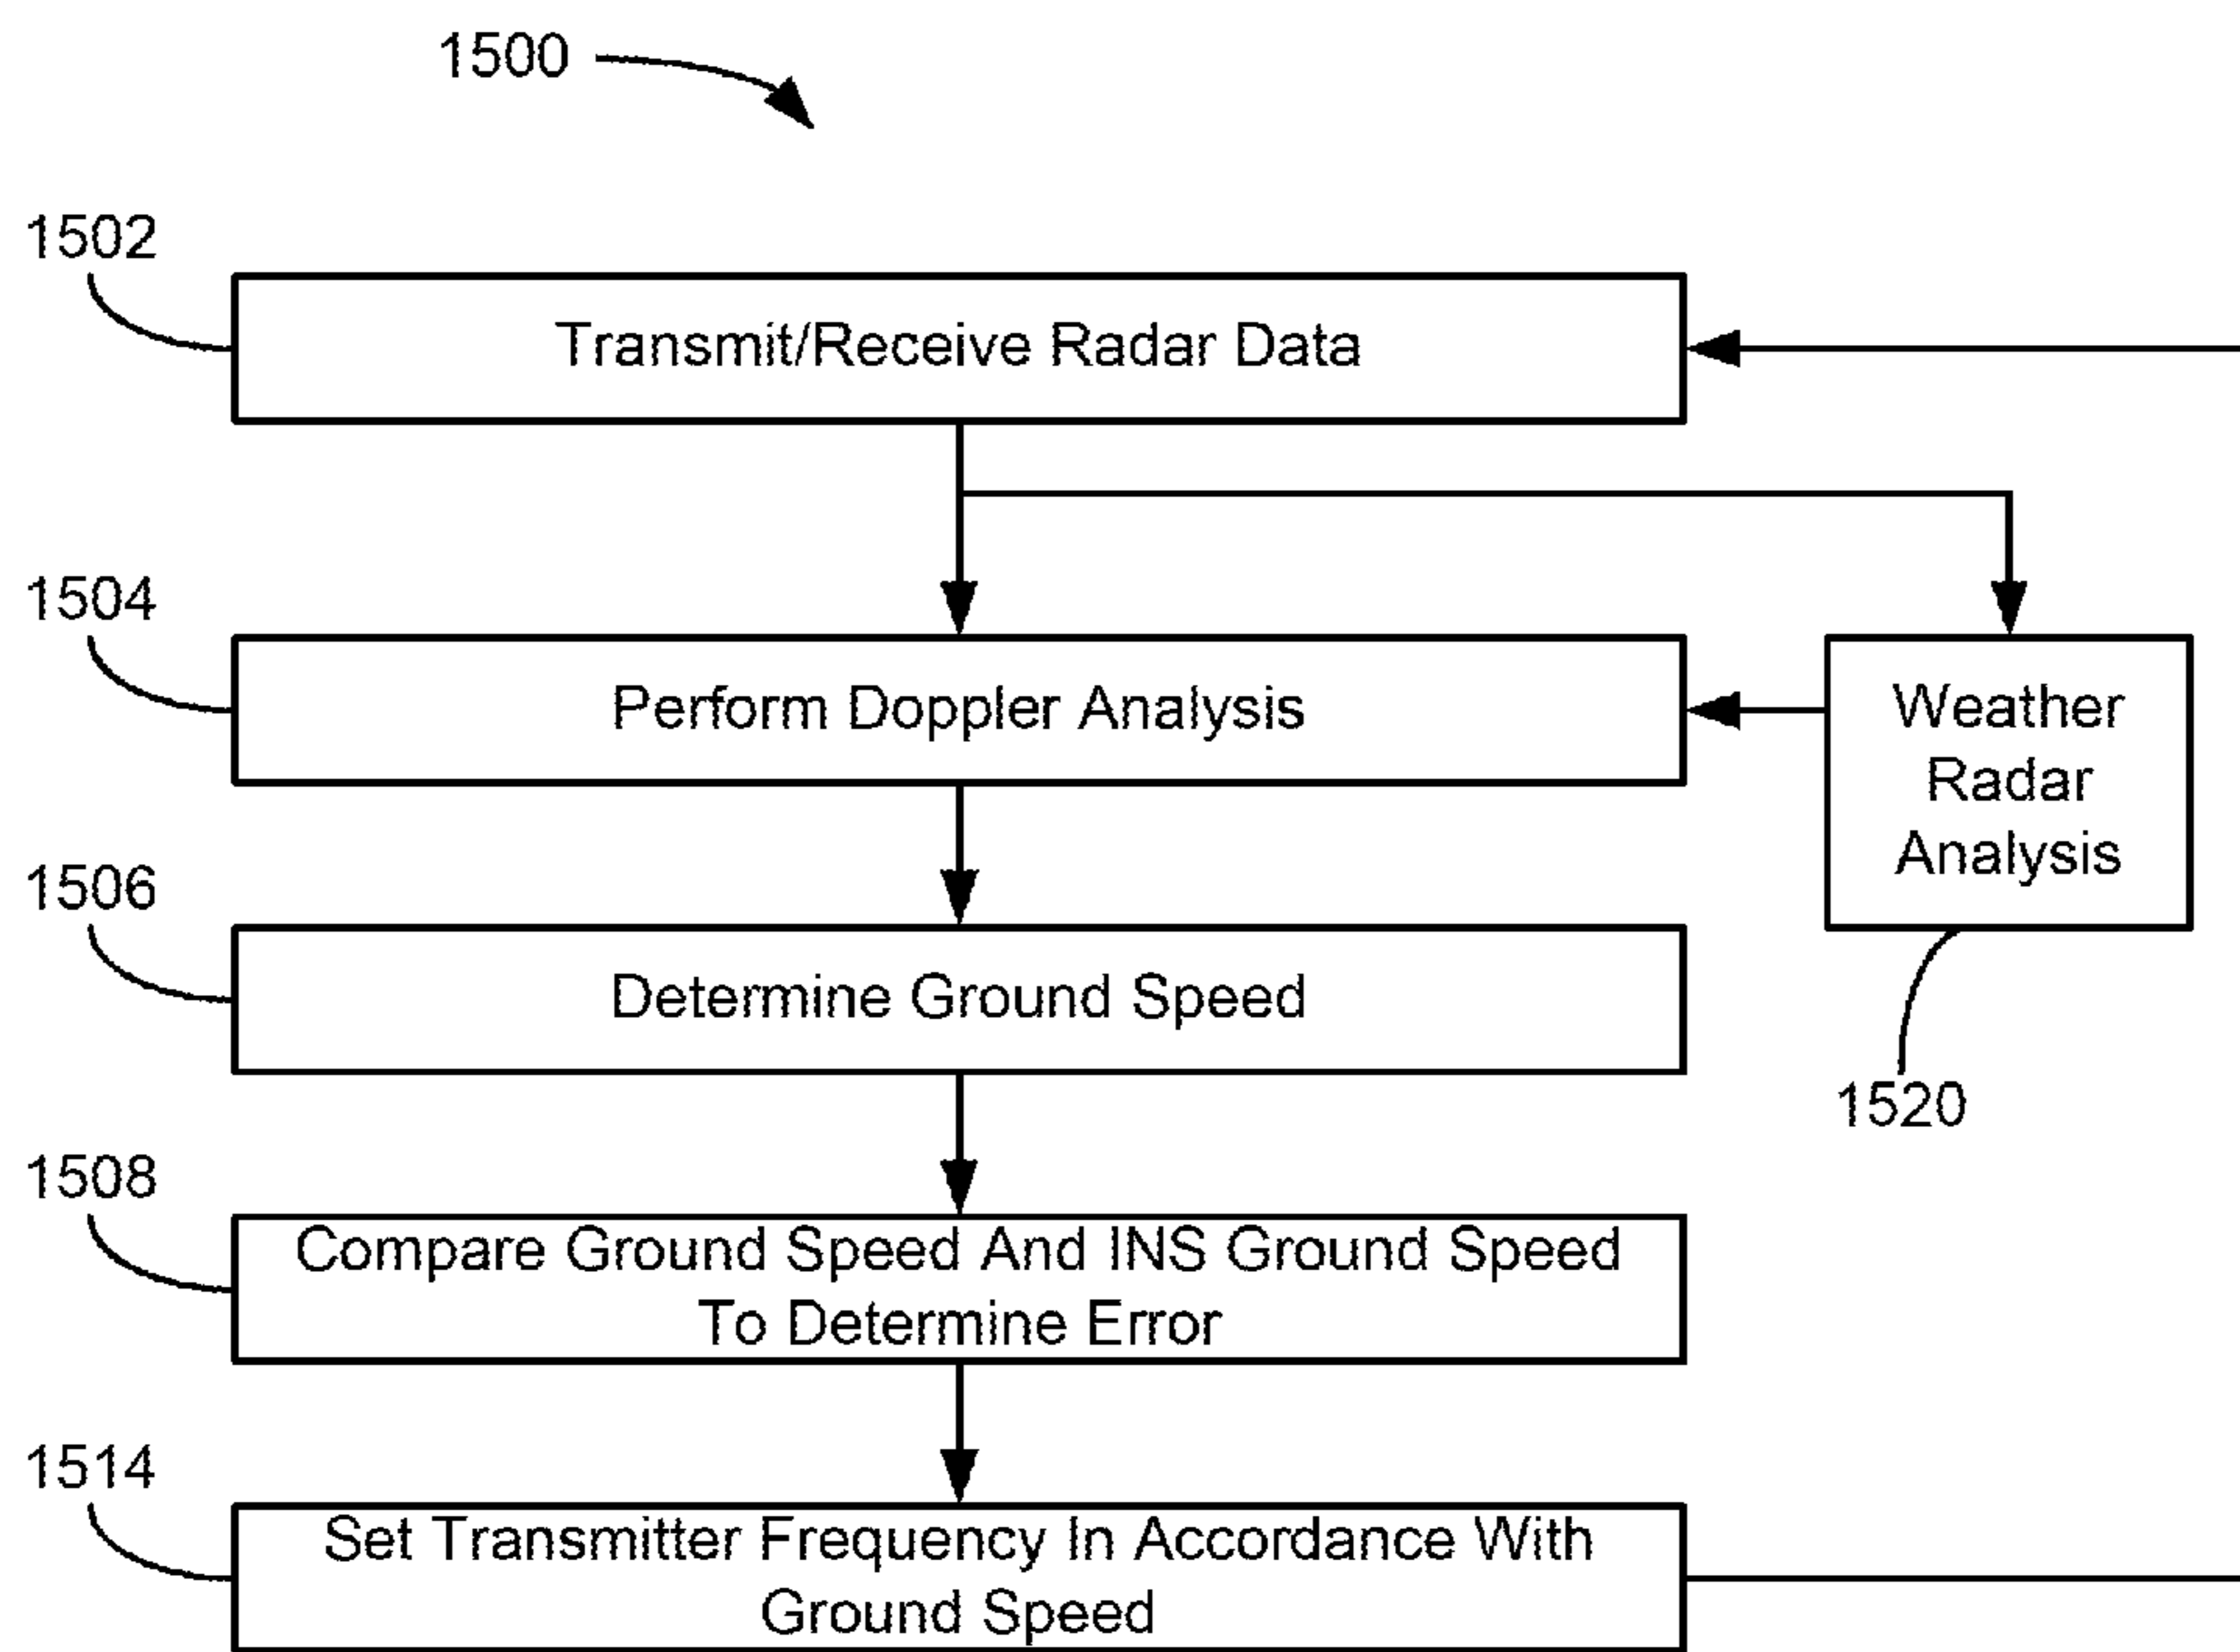 1500
1502
Transmit/Receive Radar Data
1504
Perform Doppler Analysis
Weather
Radar
Analysis
1506
Determine Ground Speed
1520
1508
Compare Ground Speed And INS Ground Speed
To Determine Error
1514
Set Transmitter Frequency In Accordance With
Ground Speed